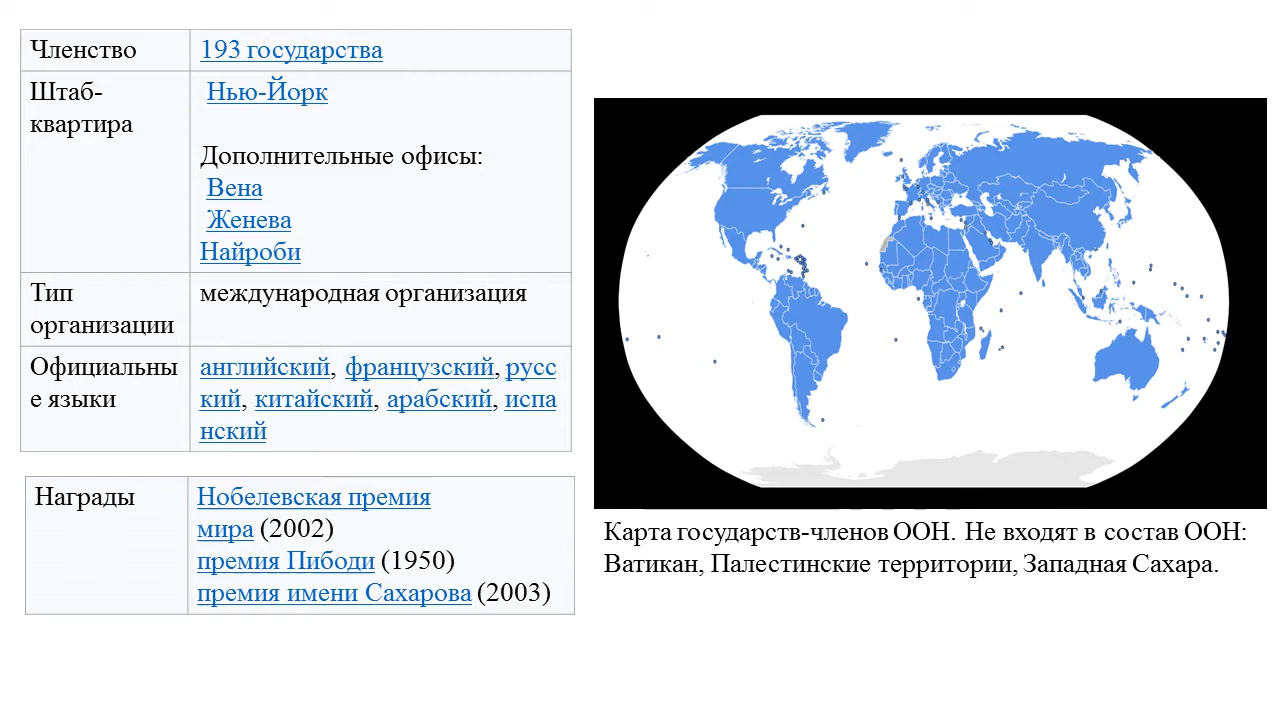 Членство
193 государства
Штаб-
квартира
Нью-Йорк
Дополнительные офисы:
Вена
Женева
Найроби
Тип
организации
международная организация
Официальны
е языки
английский, французский, русс
кий, китайский, арабский, испа
нский
Награды
Нобелевская премия
мира (2002)
премия Пибоди (1950)
премия имени Сахарова (2003)
Карта государств-членов ООН. Не входят в состав ООН:
Ватикан, Палестинские территории, Западная Сахара.